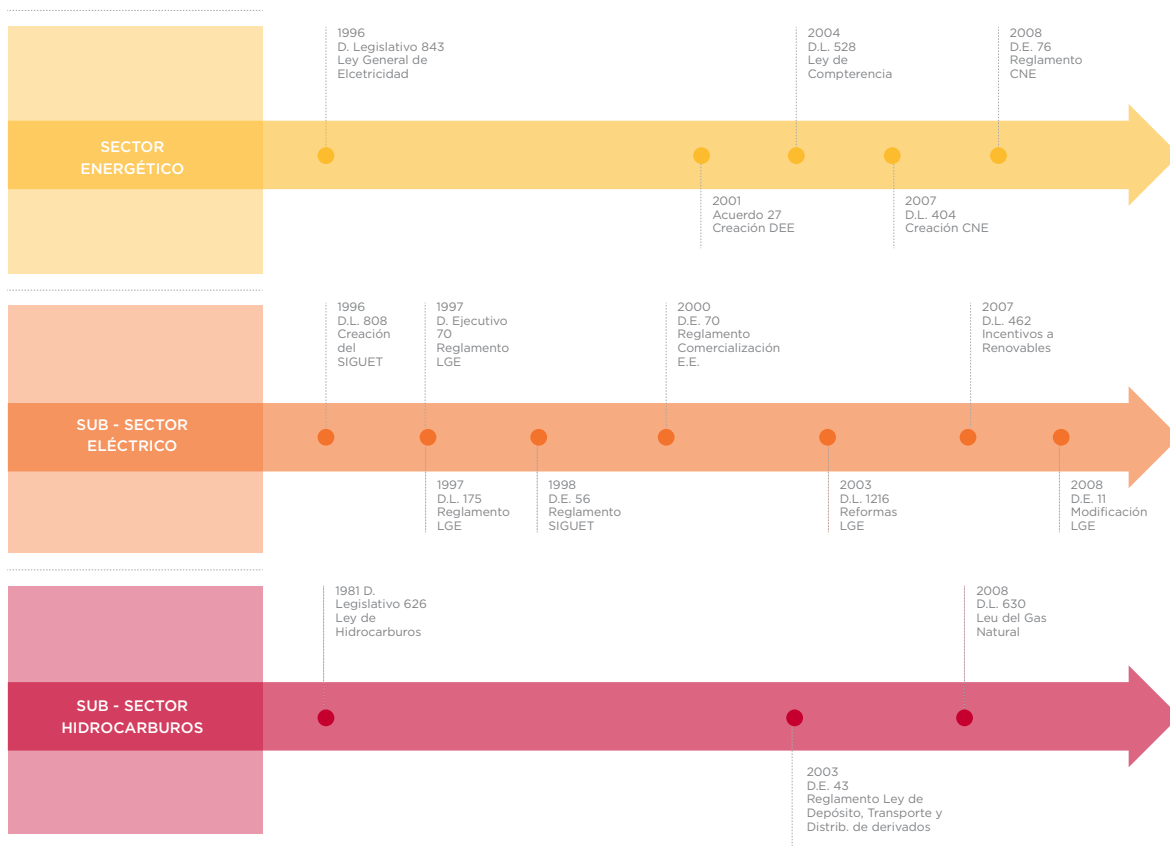 1996
D. Legislativo 843
Ley General de
Elcetricidad
2004
D.L. 528
Ley de
Compterencia
2008
D.E. 76
Reglamento
CNE
SECTOR
ENERGÉTICO
2001
Acuerdo 27
Creación DEE
2007
D.L. 404
Creación CNE
1996
D.L. 808
Creación
del
SIGUET
1997
D. Ejecutivo
70
Reglamento
LGE
2000
D.E. 70
Reglamento
Comercialización
E.E.
2007
D.L. 462
Incentivos a
Renovables
SUB - SECTOR
ELÉCTRICO
1997
D.L. 175
Reglamento
LGE
1998
D.E. 56
Reglamento
SIGUET
2003
D.L. 1216
Reformas
LGE
2008
D.E. 11
Modificación
LGE
1981 D.
Legislativo 626
Ley de
Hidrocarburos
2008
D.L. 630
Leu del Gas
Natural
SUB - SECTOR
HIDROCARBUROS
2003
D.E. 43
Reglamento Ley de
Depósito, Transporte y
Distrib. de derivados